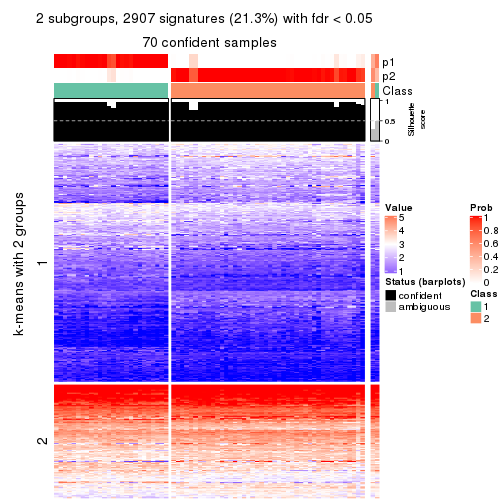 2 subgroups, 2907 signatures (21.3%) with fdr < 0.05
70 confident samples
p1
p2
Class
1
0.5
0
Silhouette
score
k-means with 2 groups
1
2
Value
5
4
3
2
1
Status (barplots)
confident
ambiguous
Prob
1
0.8
0.6
0.4
0.2
0
Class
1
2